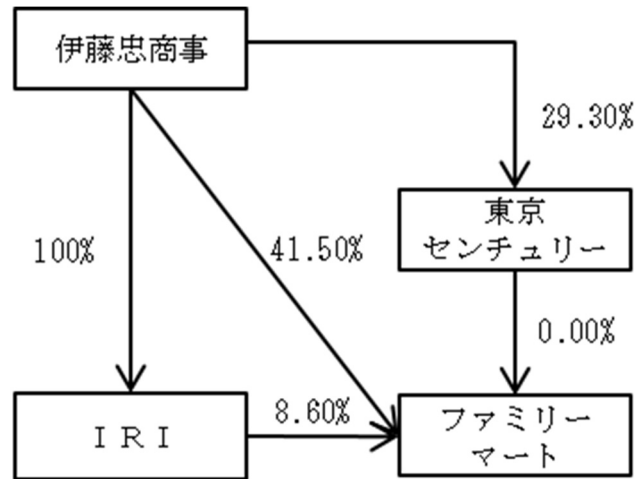 伊藤忠商事
29.30%
東京
センチュリー
100%
41.50%
0.00%
ＩＲＩ
8.60%
ファミリー
マート